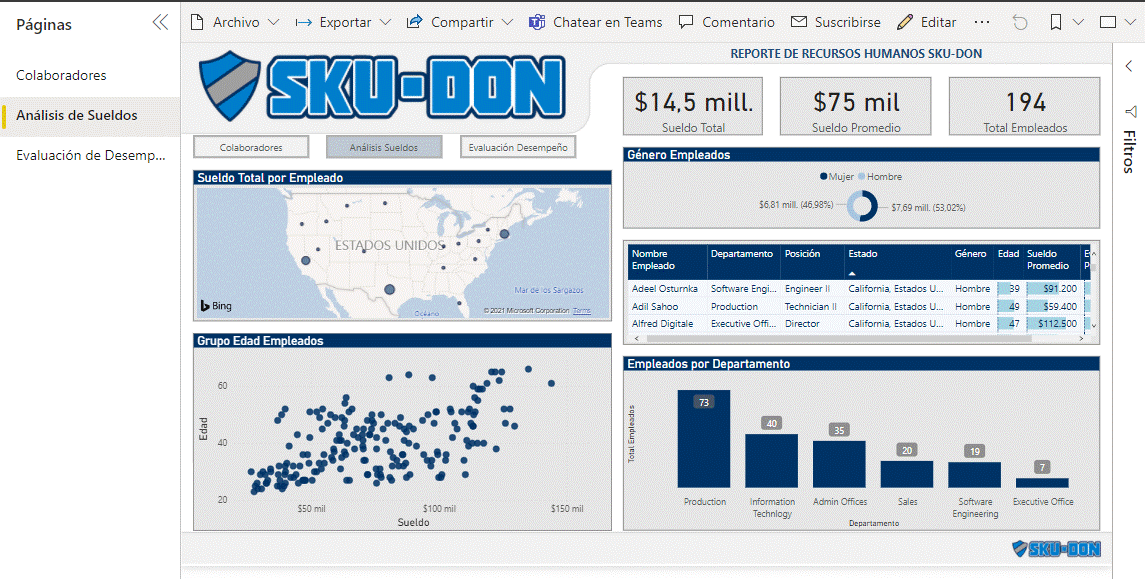 Páginas
Archivo
Exportar
Compartir
Chatear en Teams
Comentario
Suscribirse
Editar
Colaboradores
Análisis de Sueldos
Evaluación de Desemp...
SKU-DON
REPORTE DE RECURSOS HUMANOS SKU-DON
$14,5 mill.
Sueldo Total
$75 mil
Sueldo Promedio
194
Total Empleados
Filtros
Colaboradores
Análisis Sueldos
Evaluación Desempeño
Sueldo Total por Empleado
ESTADOS UNIDOS
Mar de los Sargazos
Océano
Bing
© 2021 Microsoft Corporation Terms
Género Empleados
Mujer Hombre
$6,81 mill. (46,98%)
$7,69 mill. (53,02%)
Nombre Empleado Departamento Posición Estado Género Edad Sueldo Promedio
Adeel Osturnka Software Engi... Engineer II California, Estados U... Hombre 39 $91.200
Adil Sahoo Production Technician II California, Estados U... Hombre 49 $59.400
Alfred Digitale Executive Offi... Director California, Estados U... Hombre 47 $112.500
Grupo Edad Empleados
Edad
60
40
20
$50 mil $100 mil $150 mil
Sueldo
Empleados por Departamento
Total Empleados
73
40
35
20
19
7
Production
Information Technlogy
Admin Offices
Sales
Software Engineering
Executive Office
Departamento
SKU-DON